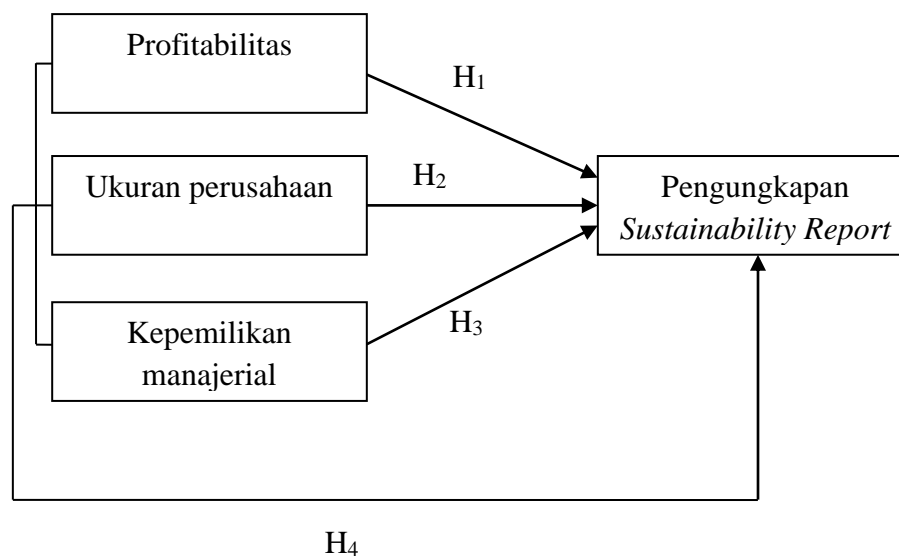 Profitabilitas
H₁
Ukuran perusahaan
H₂
Pengungkapan
Sustainability Report
Kepemilikan
manajerial
H₃
H₄